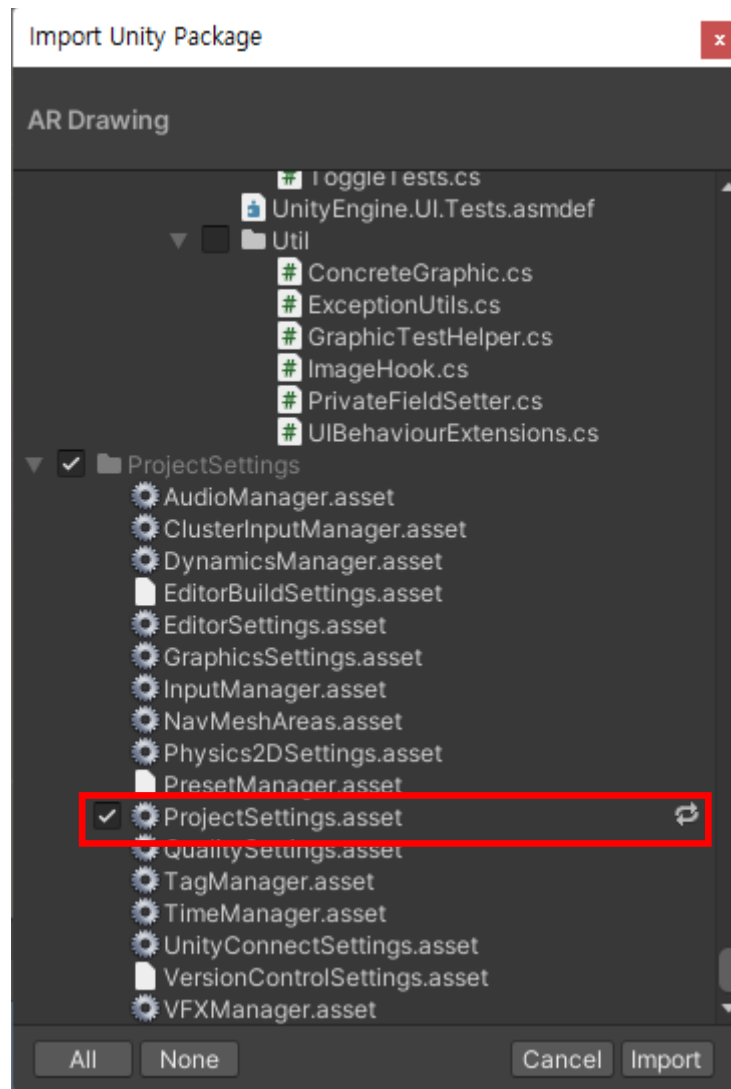 Import Unity Package
x
AR Drawing
ToggleTests.cs
UnityEngine.UI.Tests.asmdef
Util
ConcreteGraphic.cs
ExceptionUtils.cs
GraphicTestHelper.cs
ImageHook.cs
PrivateFieldSetter.cs
UIBehaviourExtensions.cs
ProjectSettings
AudioManager.asset
ClusterInputManager.asset
DynamicsManager.asset
EditorBuildSettings.asset
EditorSettings.asset
GraphicsSettings.asset
InputManager.asset
NavMeshAreas.asset
Physics2DSettings.asset
PresetManager.asset
ProjectSettings.asset
QualitySettings.asset
TagManager.asset
TimeManager.asset
UnityConnectSettings.asset
VersionControlSettings.asset
VFXManager.asset
All None Cancel Import